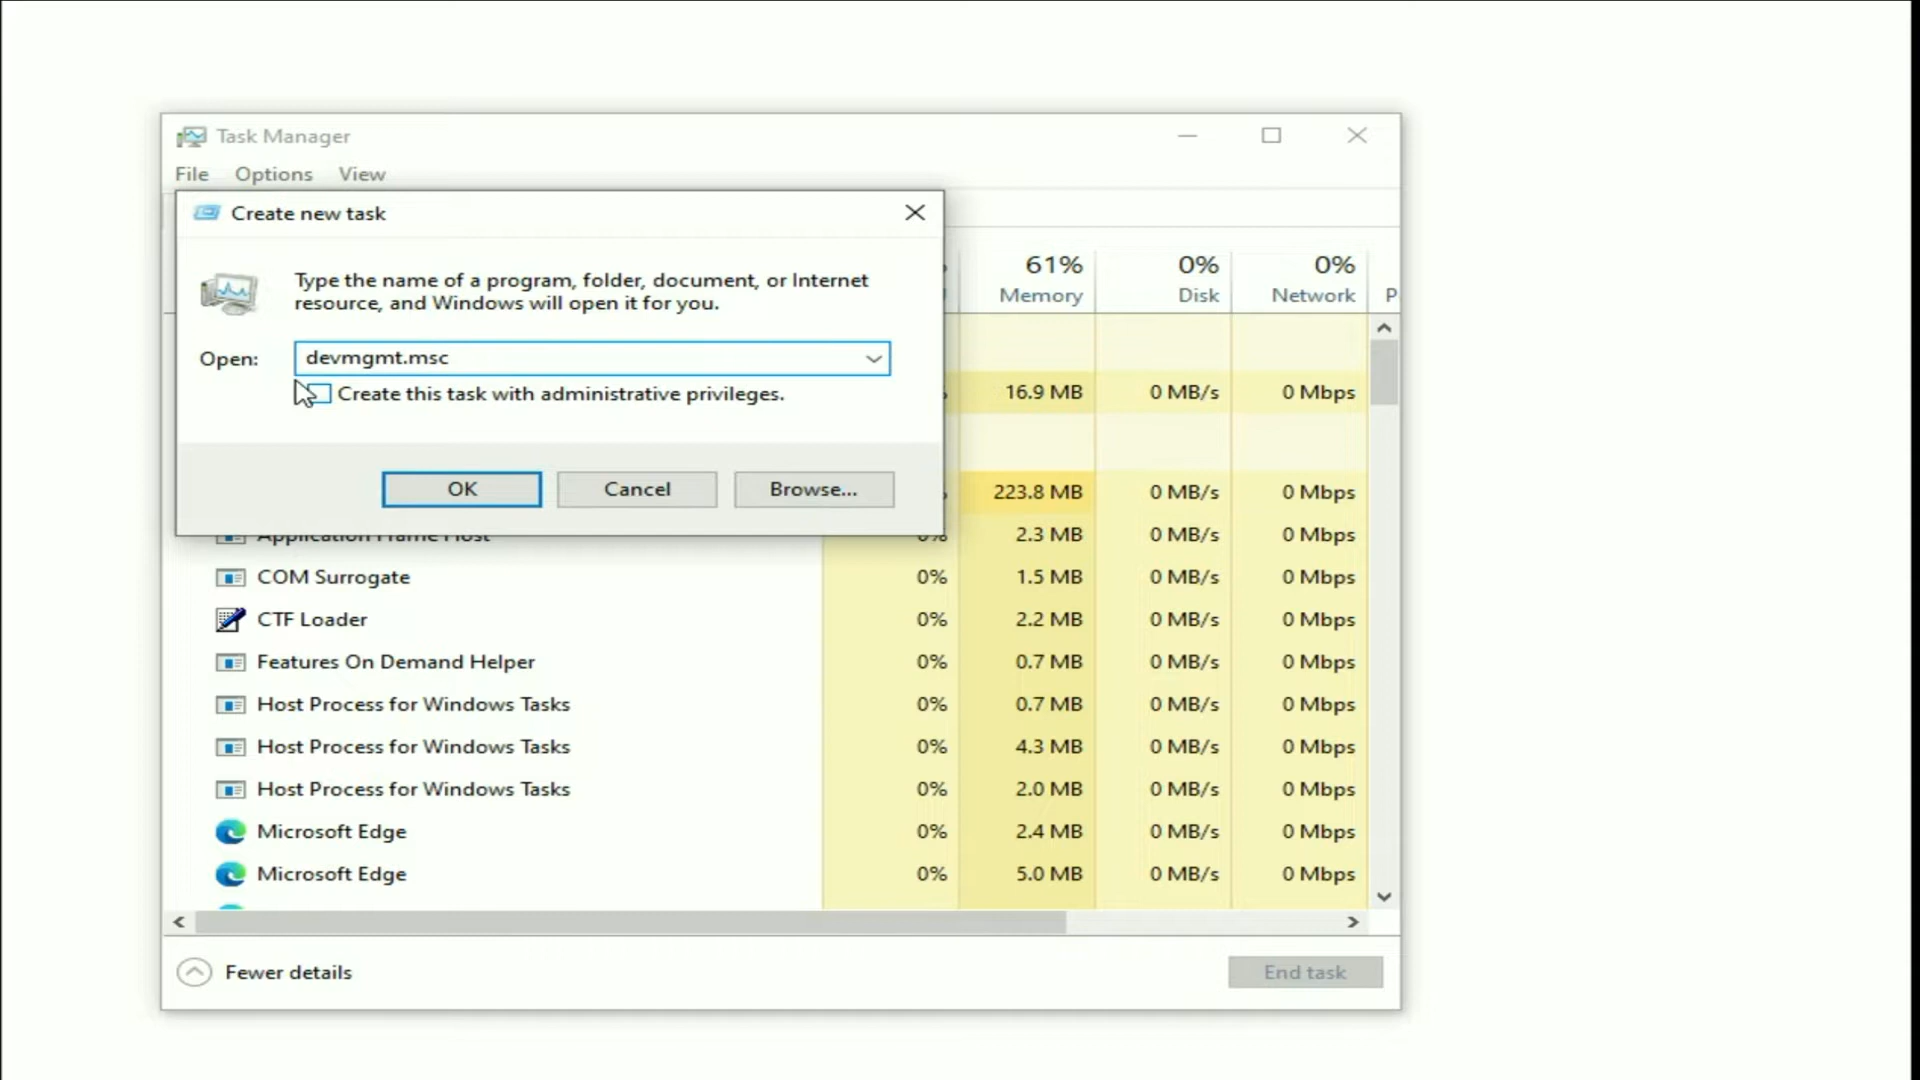 Task Manager
File Options View
Create new task
Type the name of a program, folder, document, or Internet
resource, and Windows will open it for you.
Open: devmgmt.msc
Create this task with administrative privileges.
OK Cancel Browse...
61% 0% 0%
Memory Disk Network P
16.9 MB 0 MB/s 0 Mbps
223.8 MB 0 MB/s 0 Mbps
Application Frame Host 0% 2.3 MB 0 MB/s 0 Mbps
COM Surrogate 0% 1.5 MB 0 MB/s 0 Mbps
CTF Loader 0% 2.2 MB 0 MB/s 0 Mbps
Features On Demand Helper 0% 0.7 MB 0 MB/s 0 Mbps
Host Process for Windows Tasks 0% 0.7 MB 0 MB/s 0 Mbps
Host Process for Windows Tasks 0% 4.3 MB 0 MB/s 0 Mbps
Host Process for Windows Tasks 0% 2.0 MB 0 MB/s 0 Mbps
Microsoft Edge 0% 2.4 MB 0 MB/s 0 Mbps
Microsoft Edge 0% 5.0 MB 0 MB/s 0 Mbps
Fewer details End task